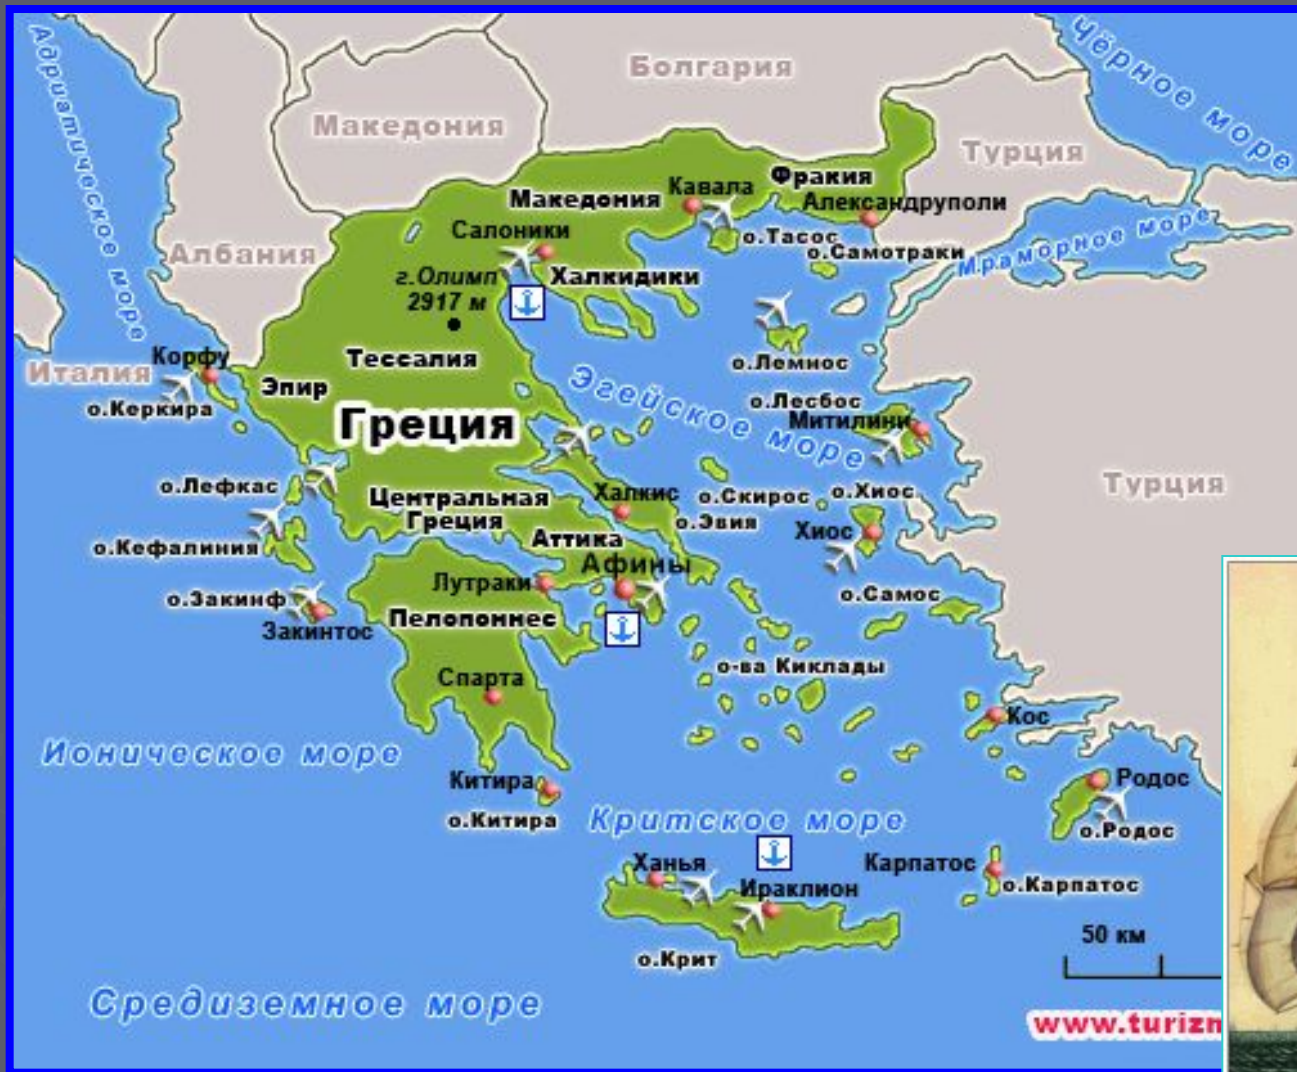 Адриатическое море
Чёрное море
Болгария
Македония
Турция
Албания
Фракия
Кавала
Македония
Александруполи
Мраморное море
Салоники
о.Тасос
о.Самотраки
г.Олимп
2917 м
Халкидики
Италия
Корфу
о.Керкира
Эпир
Тессалия
о.Лемнос
Эгейское море
Греция
о.Лесбос
Митилини
Турция
о.Лефкас
Центральная
Греция
Халкис
о.Скирос
о.Хиос
о.Эвия
Хиос
о.Кефалиния
Аттика
Афины
Лутраки
о.Закинф
Закинтос
Пелопоннес
о.Самос
о-ва Киклады
Спарта
Кос
Ионическое море
Китира
о.Китира
Критское море
Родос
о.Родос
Ханья
Ираклион
Карпатос
о.Карпатос
о.Крит
50 км
Средиземное море